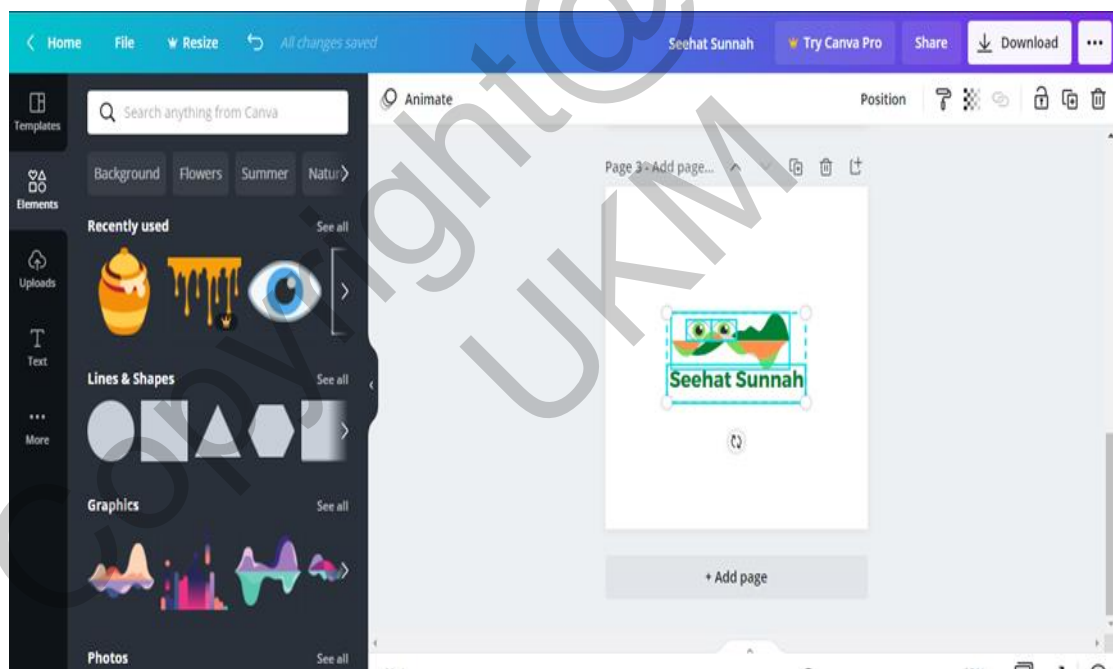 Home File Resize All changes saved Seehat Sunnah Try Canva Pro Share Download
Templates
Elements
Uploads
Text
More
Search anything from Canva
Background Flowers Summer Natur
Recently used See all
Lines & Shapes See all
Graphics See all
Photos See all
Animate Position
Page 3 - Add page...
Seehat Sunnah
+ Add page
Copyright@
UKM